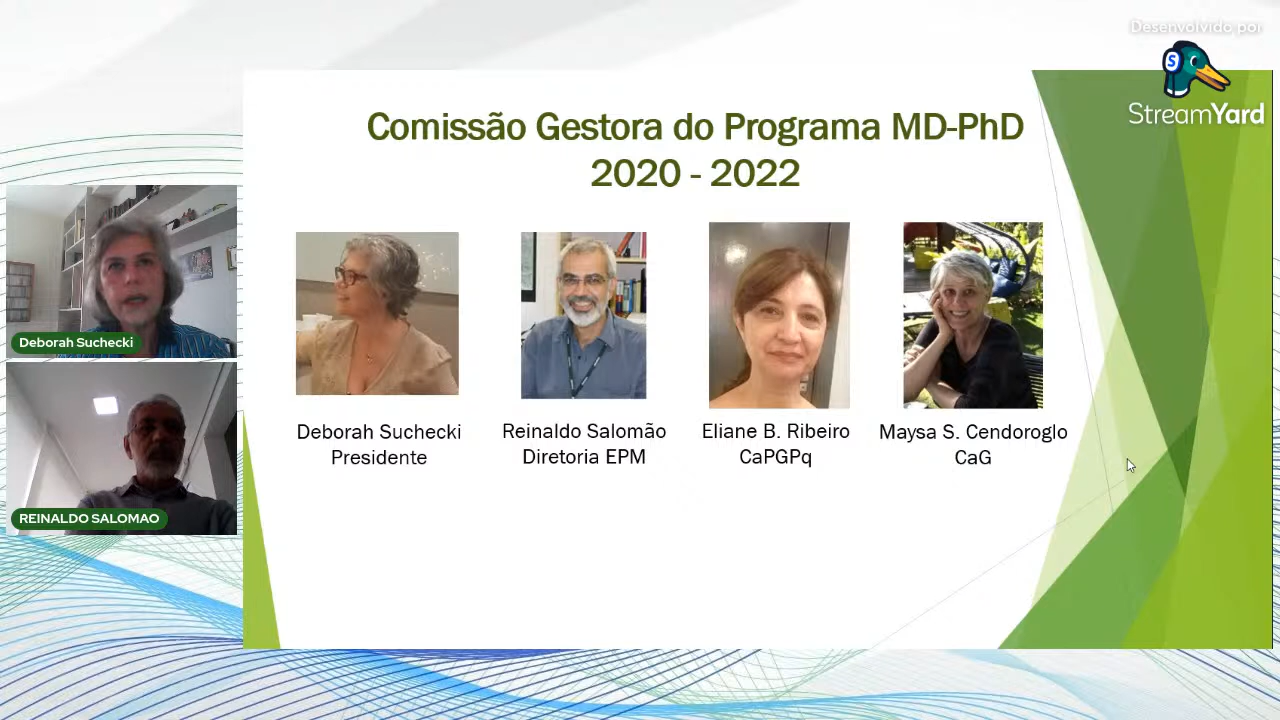 Desenvolvido por
S
StreamYard
Comissão Gestora do Programa MD-PhD
2020 - 2022
Deborah Suchecki
REINALDO SALOMAO
Deborah Suchecki
Presidente
Reinaldo Salomão
Diretoria EPM
Eliane B. Ribeiro
CaPGPq
Maysa S. Cendoroglo
CaG